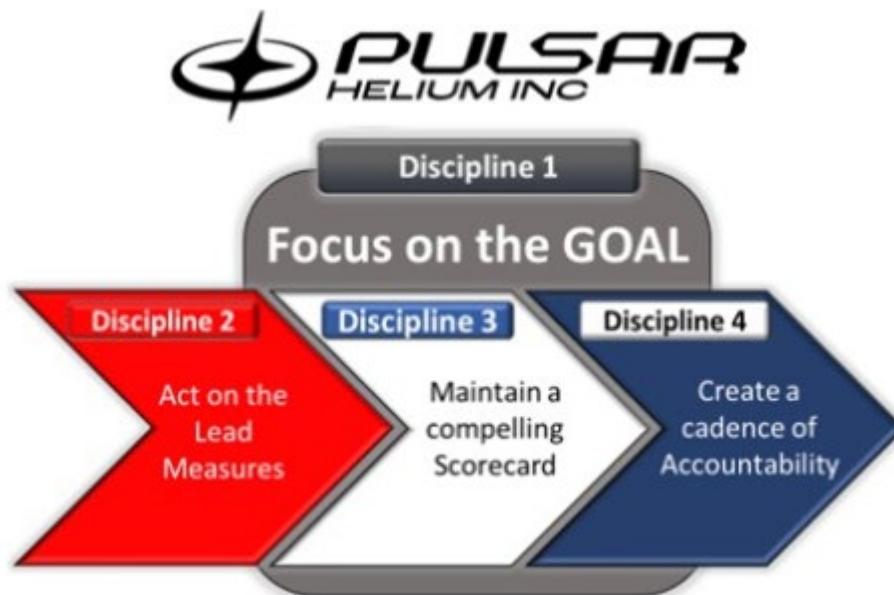 PULSAR
HELIUM INC
Discipline 1
Focus on the GOAL
Discipline 2
Act on the
Lead
Measures
Discipline 3
Maintain a
compelling
Scorecard
Discipline 4
Create a
cadence of
Accountability